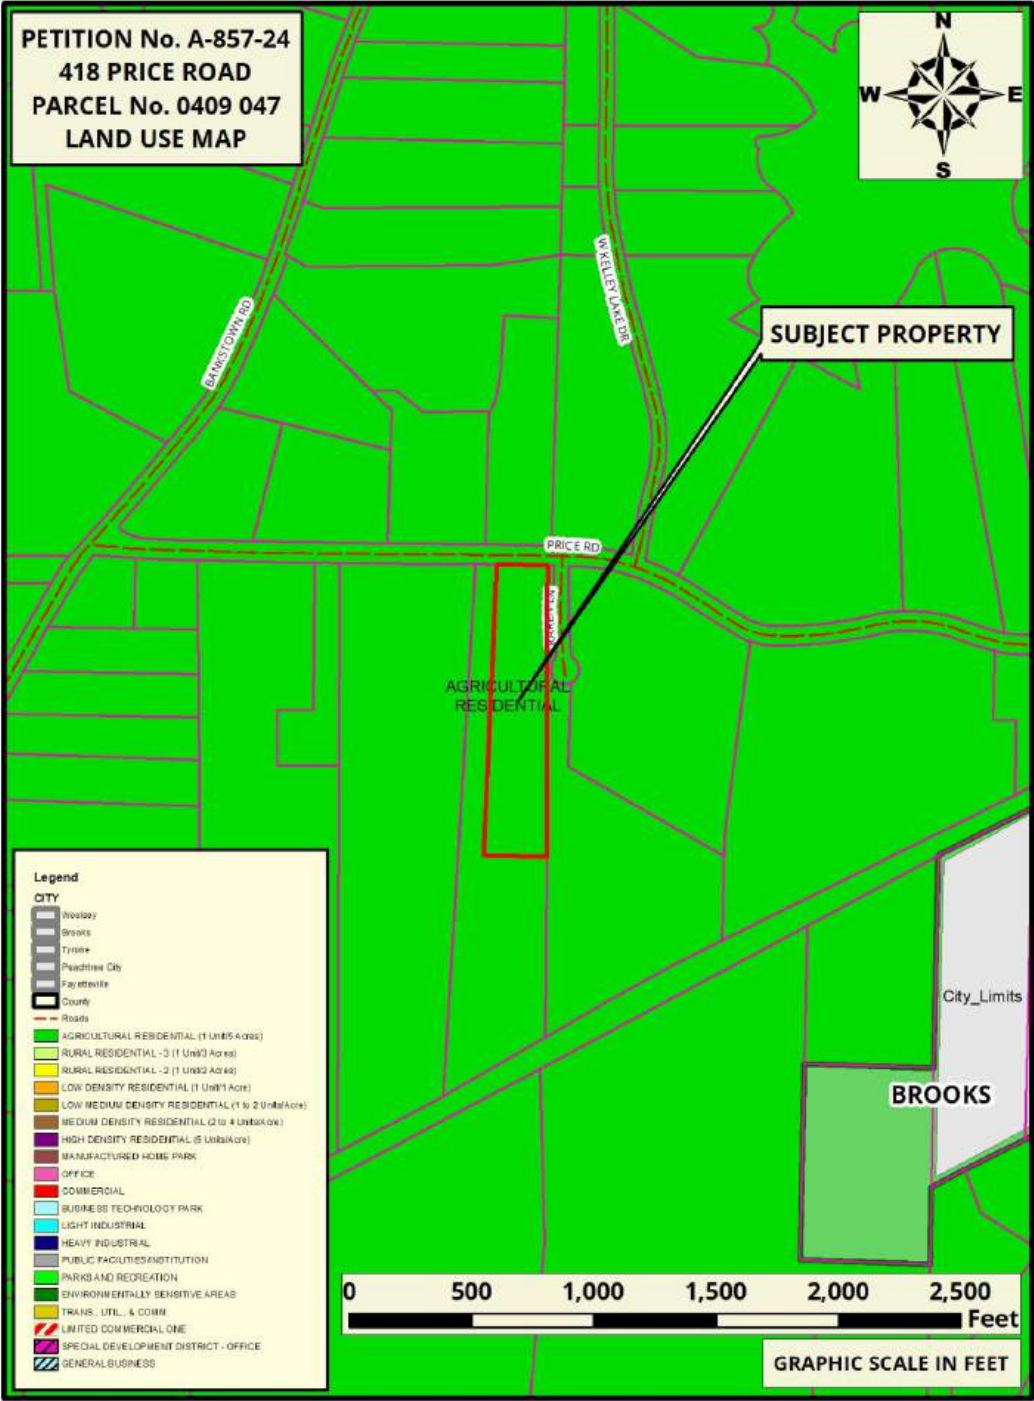 PETITION No. A-857-24
418 PRICE ROAD
PARCEL No. 0409 047
LAND USE MAP
N
W
E
S
W KELLEY LAKE DR
BANKSTOWN RD
SUBJECT PROPERTY
PRICE RD
LN
AGRICULTURAL
RESIDENTIAL
Legend
CITY
Woolsey
Brooks
Tyrone
Peachtree City
Fayetteville
County
Roads
AGRICULTURAL RESIDENTIAL (1 Unit/5 Acres)
RURAL RESIDENTIAL - 3 (1 Unit/3 Acres)
RURAL RESIDENTIAL - 2 (1 Unit/2 Acres)
LOW DENSITY RESIDENTIAL (1 Unit/1 Acre)
LOW MEDIUM DENSITY RESIDENTIAL (1 to 2 Units/Acre)
MEDIUM DENSITY RESIDENTIAL (2 to 4 Units/Acre)
HIGH DENSITY RESIDENTIAL (5 Units/Acre)
MANUFACTURED HOME PARK
OFFICE
COMMERCIAL
BUSINESS TECHNOLOGY PARK
LIGHT INDUSTRIAL
HEAVY INDUSTRIAL
PUBLIC FACILITIES/INSTITUTION
PARKS AND RECREATION
ENVIRONMENTALLY SENSITIVE AREAS
TRANS., UTIL., & COMM
LIMITED COMMERCIAL ONE
SPECIAL DEVELOPMENT DISTRICT - OFFICE
GENERAL BUSINESS
City_Limits
BROOKS
0 500 1,000 1,500 2,000 2,500
Feet
GRAPHIC SCALE IN FEET